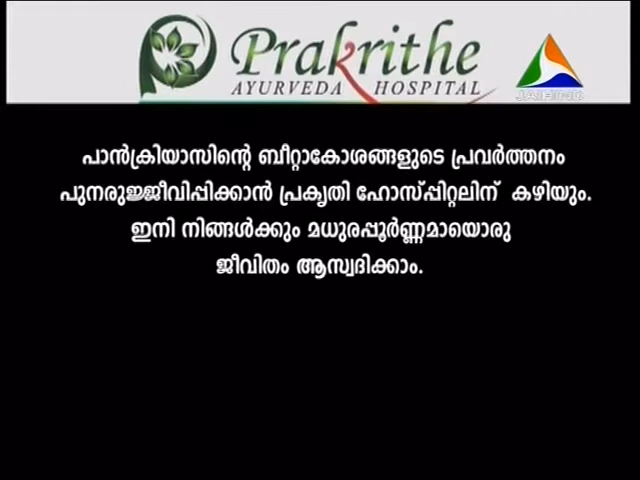 Prakrithe
AYURVEDA HOSPITAL
JAIHIND
പാൻക്രിയാസിന്റെ ബീറ്റാകോശങ്ങളുടെ പ്രവർത്തനം
പുനരുജ്ജീവിപ്പിക്കാൻ പ്രകൃതി ഹോസ്പ്പിറ്റലിന് കഴിയും.
ഇനി നിങ്ങൾക്കും മധുരപ്പൂർണ്ണമായൊരു
ജീവിതം ആസ്വദിക്കാം.